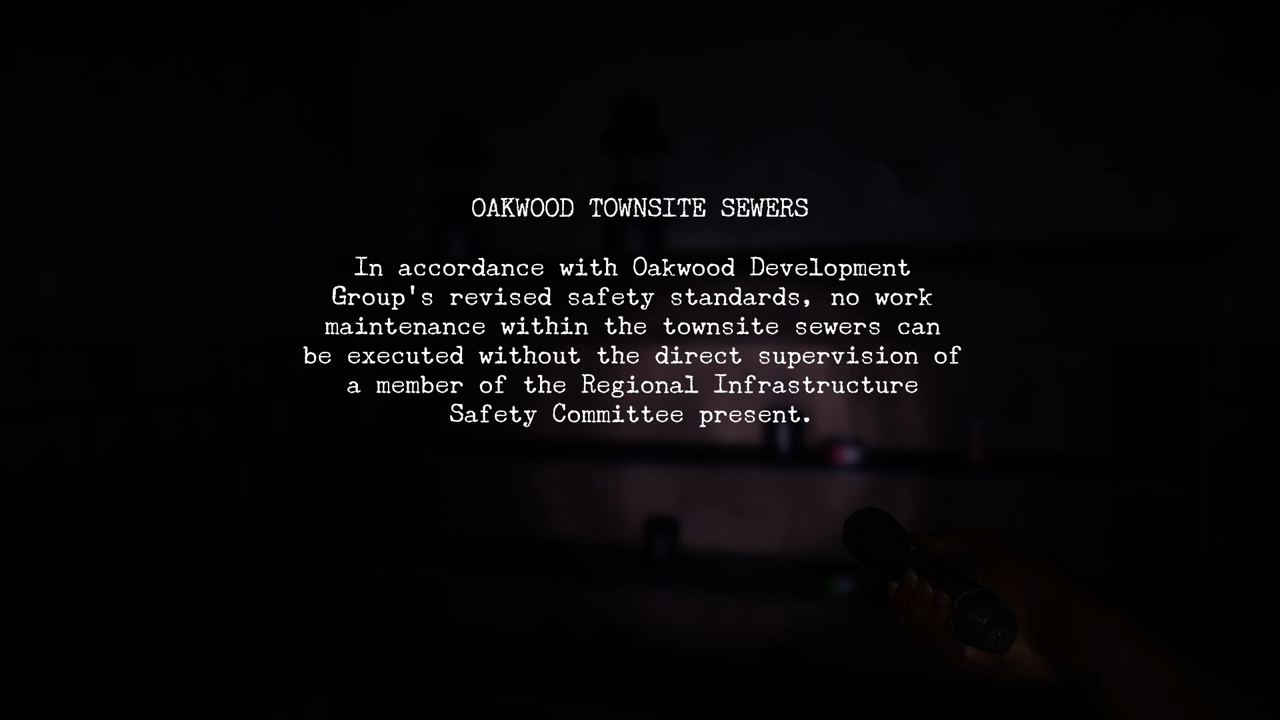 OAKWOOD TOWNSITE SEWERS
In accordance with Oakwood Development
Group's revised safety standards, no work
maintenance within the townsite sewers can
be executed without the direct supervision of
a member of the Regional Infrastructure
Safety Committee present.